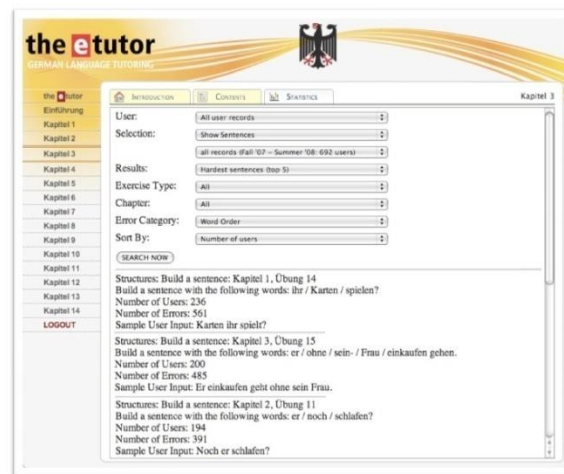 the etutor
GERMAN LANGUAGE TUTORING
the etutor
Einführung
Kapitel 1
Kapitel 2
Kapitel 3
Kapitel 4
Kapitel 5
Kapitel 6
Kapitel 7
Kapitel 8
Kapitel 9
Kapitel 10
Kapitel 11
Kapitel 12
Kapitel 13
Kapitel 14
LOGOUT
INTRODUCTION CONTENTS STATISTICS Kapitel 3
User: All user records
Selection: Show Sentences
all records (Fall '07 – Summer '08: 692 users)
Results: Hardest sentences (top 5)
Exercise Type: All
Chapter: All
Error Category: Word Order
Sort By: Number of users
SEARCH NOW
Structures: Build a sentence: Kapitel 1, Übung 14
Build a sentence with the following words: ihr / Karten / spielen?
Number of Users: 236
Number of Errors: 561
Sample User Input: Karten ihr spielt?
Structures: Build a sentence: Kapitel 3, Übung 15
Build a sentence with the following words: er / ohne / sein- / Frau / einkaufen gehen.
Number of Users: 200
Number of Errors: 485
Sample User Input: Er einkaufen geht ohne sein Frau.
Structures: Build a sentence: Kapitel 2, Übung 11
Build a sentence with the following words: er / noch / schlafen?
Number of Users: 194
Number of Errors: 391
Sample User Input: Noch er schlafen?